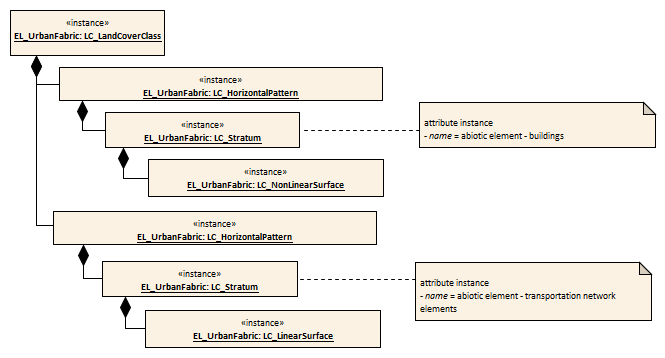 «instance»
EL_UrbanFabric: LC_LandCoverClass
«instance»
EL_UrbanFabric: LC_HorizontalPattern
«instance»
EL_UrbanFabric: LC_Stratum
attribute instance
- name = abiotic element - buildings
«instance»
EL_UrbanFabric: LC_NonLinearSurface
«instance»
EL_UrbanFabric: LC_HorizontalPattern
«instance»
EL_UrbanFabric: LC_Stratum
attribute instance
- name = abiotic element - transportation network
elements
«instance»
EL_UrbanFabric: LC_LinearSurface